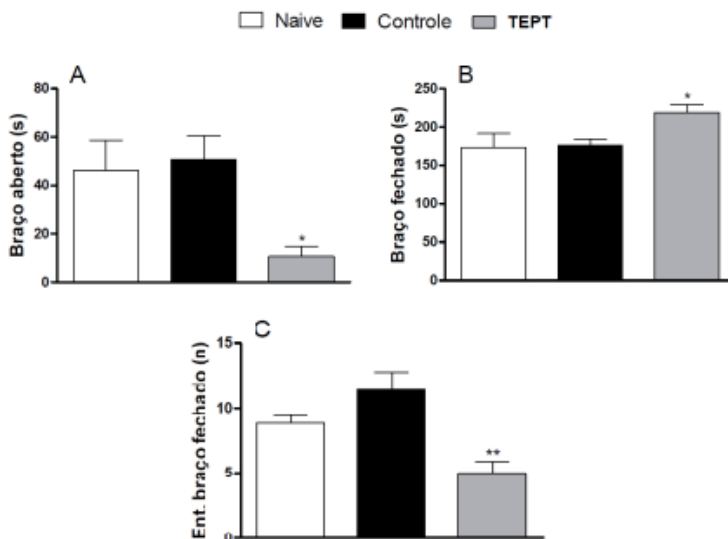 Naive Controle TEPT
A
Braço aberto (s)
80
60
40
20
0
*
B
Braço fechado (s)
250
200
150
100
50
0
*
C
Ent. braço fechado (n)
15
10
5
0
**